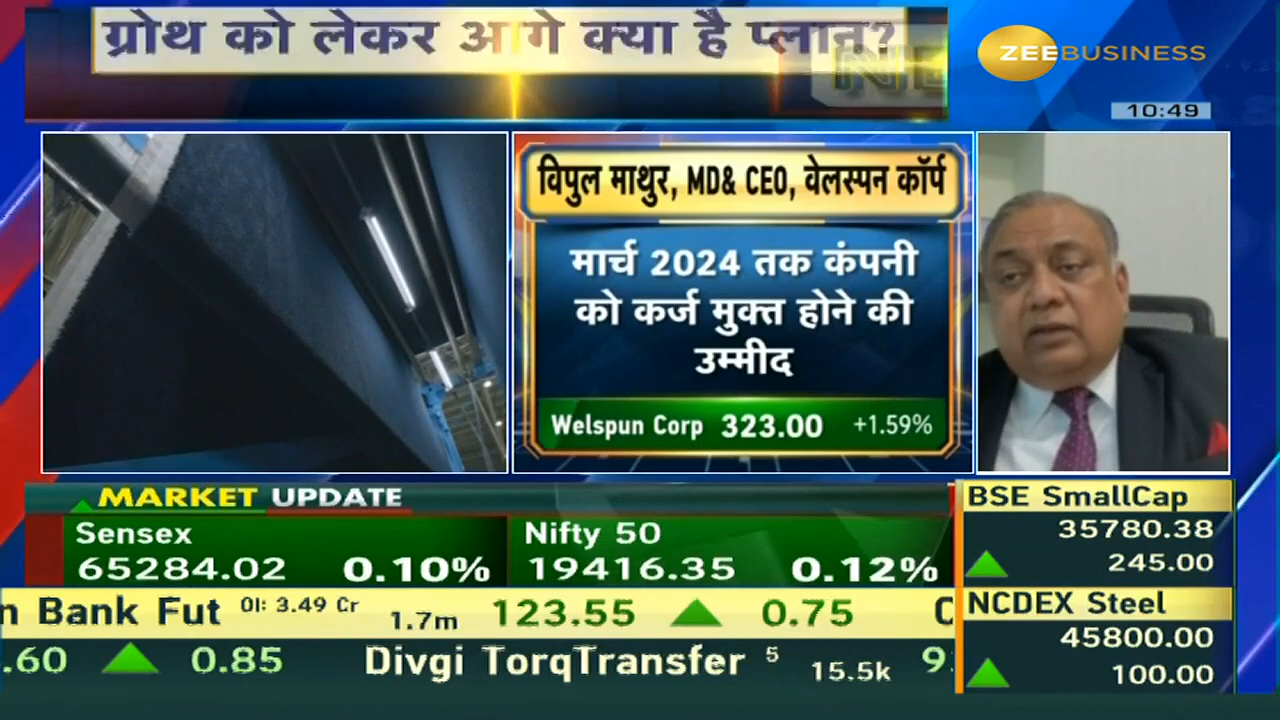 ग्रोथ को लेकर आगे क्या है प्लान?
ZEEBUSINESS
10:49
विपुल माथुर, MD& CEO, वेलस्पन कॉर्प
मार्च 2024 तक कंपनी
को कर्ज मुक्त होने की
उम्मीद
Welspun Corp 323.00 +1.59%
MARKET UPDATE
Sensex
65284.02 0.10%
Nifty 50
19416.35 0.12%
BSE SmallCap
35780.38
245.00
NCDEX Steel
45800.00
100.00
n Bank Fut OI: 3.49 Cr 1.7m 123.55 0.75
.60 0.85 Divgi TorqTransfer 5 15.5k 9